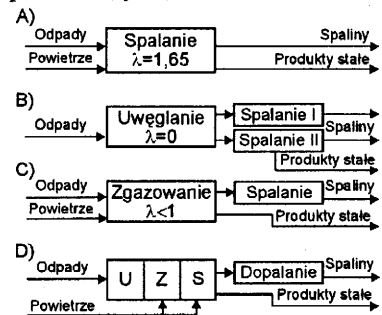 A)
Odpady
Powietrze
Spalanie
λ=1,65
Spaliny
Produkty stałe
B)
Odpady
Uwęglanie
λ=0
Spalanie I
Spalanie II
Spaliny
Produkty stałe
C)
Odpady
Powietrze
Zgazowanie
λ<1
Spalanie
Spaliny
Produkty stałe
D)
Odpady
Powietrze
U Z S
Dopalanie
Spaliny
Produkty stałe